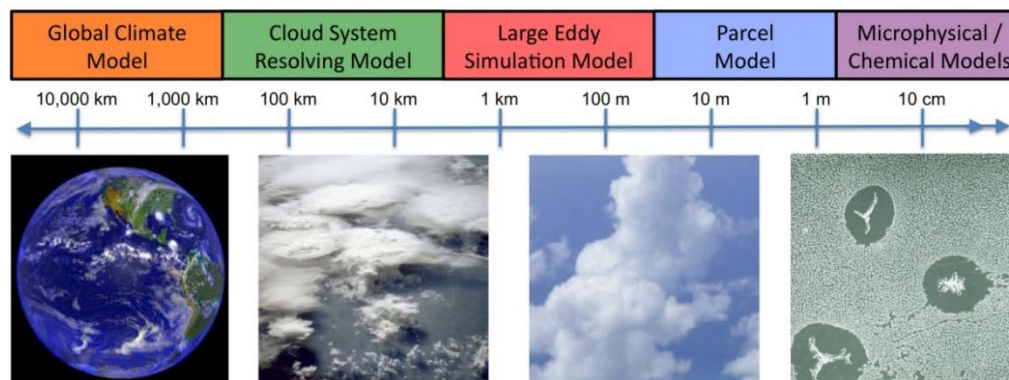 Global Climate
Model
Cloud System
Resolving Model
Large Eddy
Simulation Model
Parcel
Model
Microphysical /
Chemical Models
10,000 km
1,000 km
100 km
10 km
1 km
100 m
10 m
1 m
10 cm